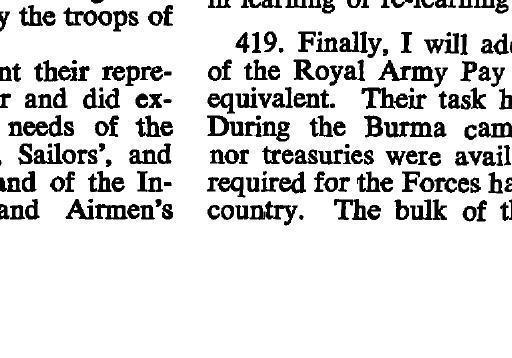 y the troops of
nt their repre-
r and did ex-
needs of the
, Sailors', and
and of the In-
and Airmen's
in learning or re-learning
419. Finally, I will add
of the Royal Army Pay
equivalent. Their task h
During the Burma cam
nor treasuries were avail
required for the Forces ha
country. The bulk of th